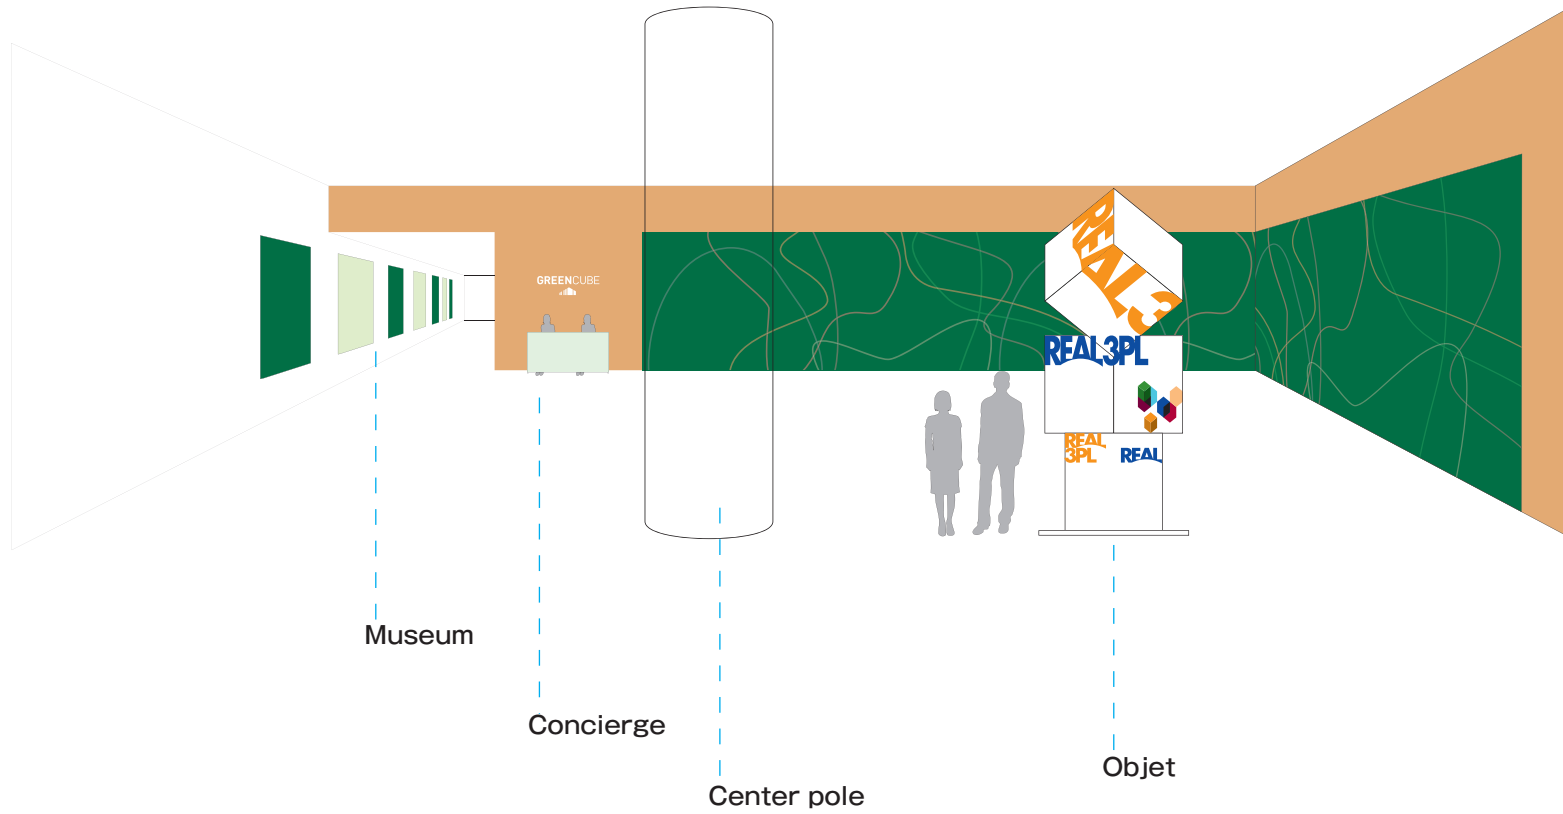 GREENCUBE
REAL3
REAL3PL
REAL
3PL
REAL
Museum
Concierge
Center pole
Objet